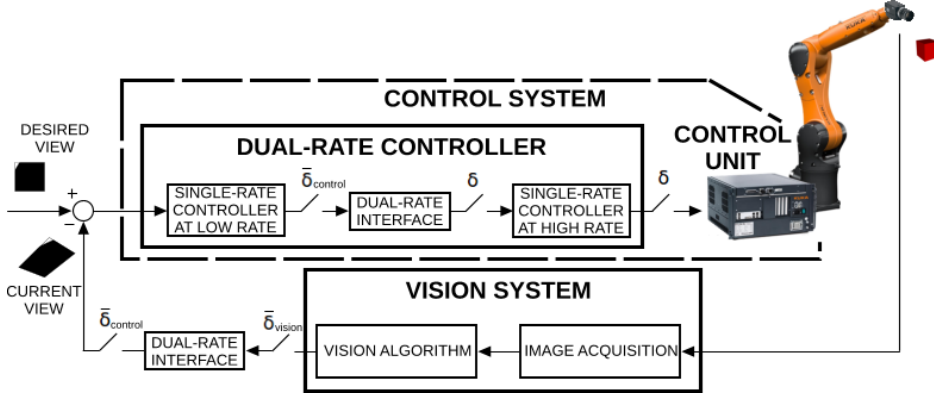 CONTROL SYSTEM
DESIRED
VIEW
+
−
DUAL-RATE CONTROLLER
SINGLE-RATE
CONTROLLER
AT LOW RATE
δ̅control
DUAL-RATE
INTERFACE
δ
SINGLE-RATE
CONTROLLER
AT HIGH RATE
δ
CONTROL
UNIT
KUKA
CURRENT
VIEW
δ̅control
DUAL-RATE
INTERFACE
δ̅vision
VISION SYSTEM
VISION ALGORITHM
IMAGE ACQUISITION